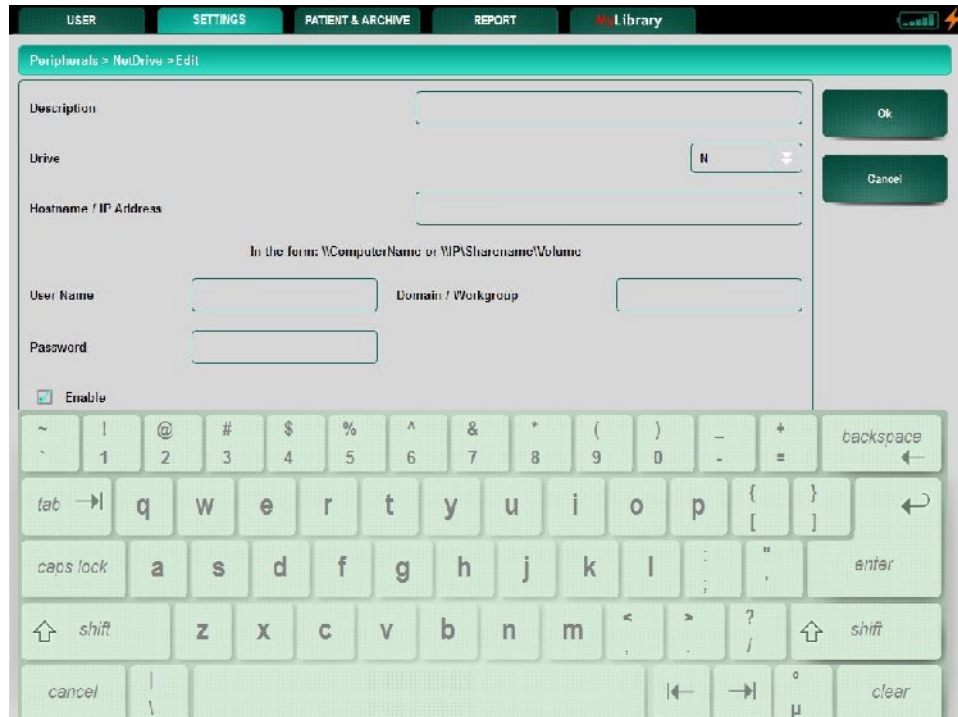 USER SETTINGS PATIENT & ARCHIVE REPORT MyLibrary
Peripherals > NetDrive > Edit
Description
Ok
Drive N
Cancel
Hostname / IP Address
In the form: \\ComputerName or \\IP\Sharename\Volume
User Name Domain / Workgroup
Password
Enable
~ ! @ # $ % ^ & * ( ) _ +
` 1 2 3 4 5 6 7 8 9 0 - = backspace
tab q w e r t y u i o p { [ } ]
caps lock a s d f g h j k l : ; " ' enter
shift z x c v b n m < , > . ? / shift
cancel | \ ° µ clear